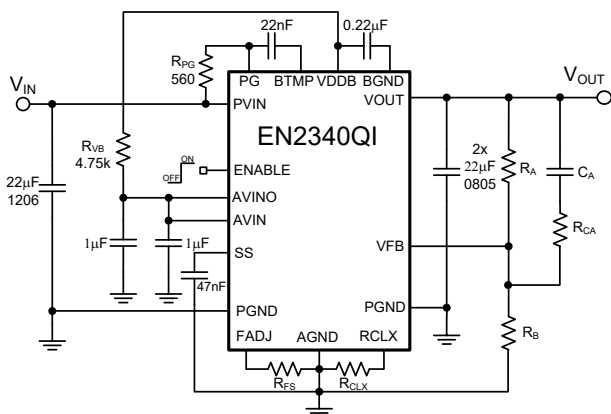 22nF
0.22µF
R_PG
560
PG
BTMP
VDDB
BGND
V_IN
PVIN
VOUT
V_OUT
EN2340QI
R_VB
4.75k
ON
OFF
ENABLE
2x
22µF
0805
R_A
C_A
22µF
1206
AVINO
AVIN
R_CA
1µF
1µF
SS
VFB
47nF
PGND
PGND
R_B
FADJ
AGND
RCLX
R_FS
R_CLX